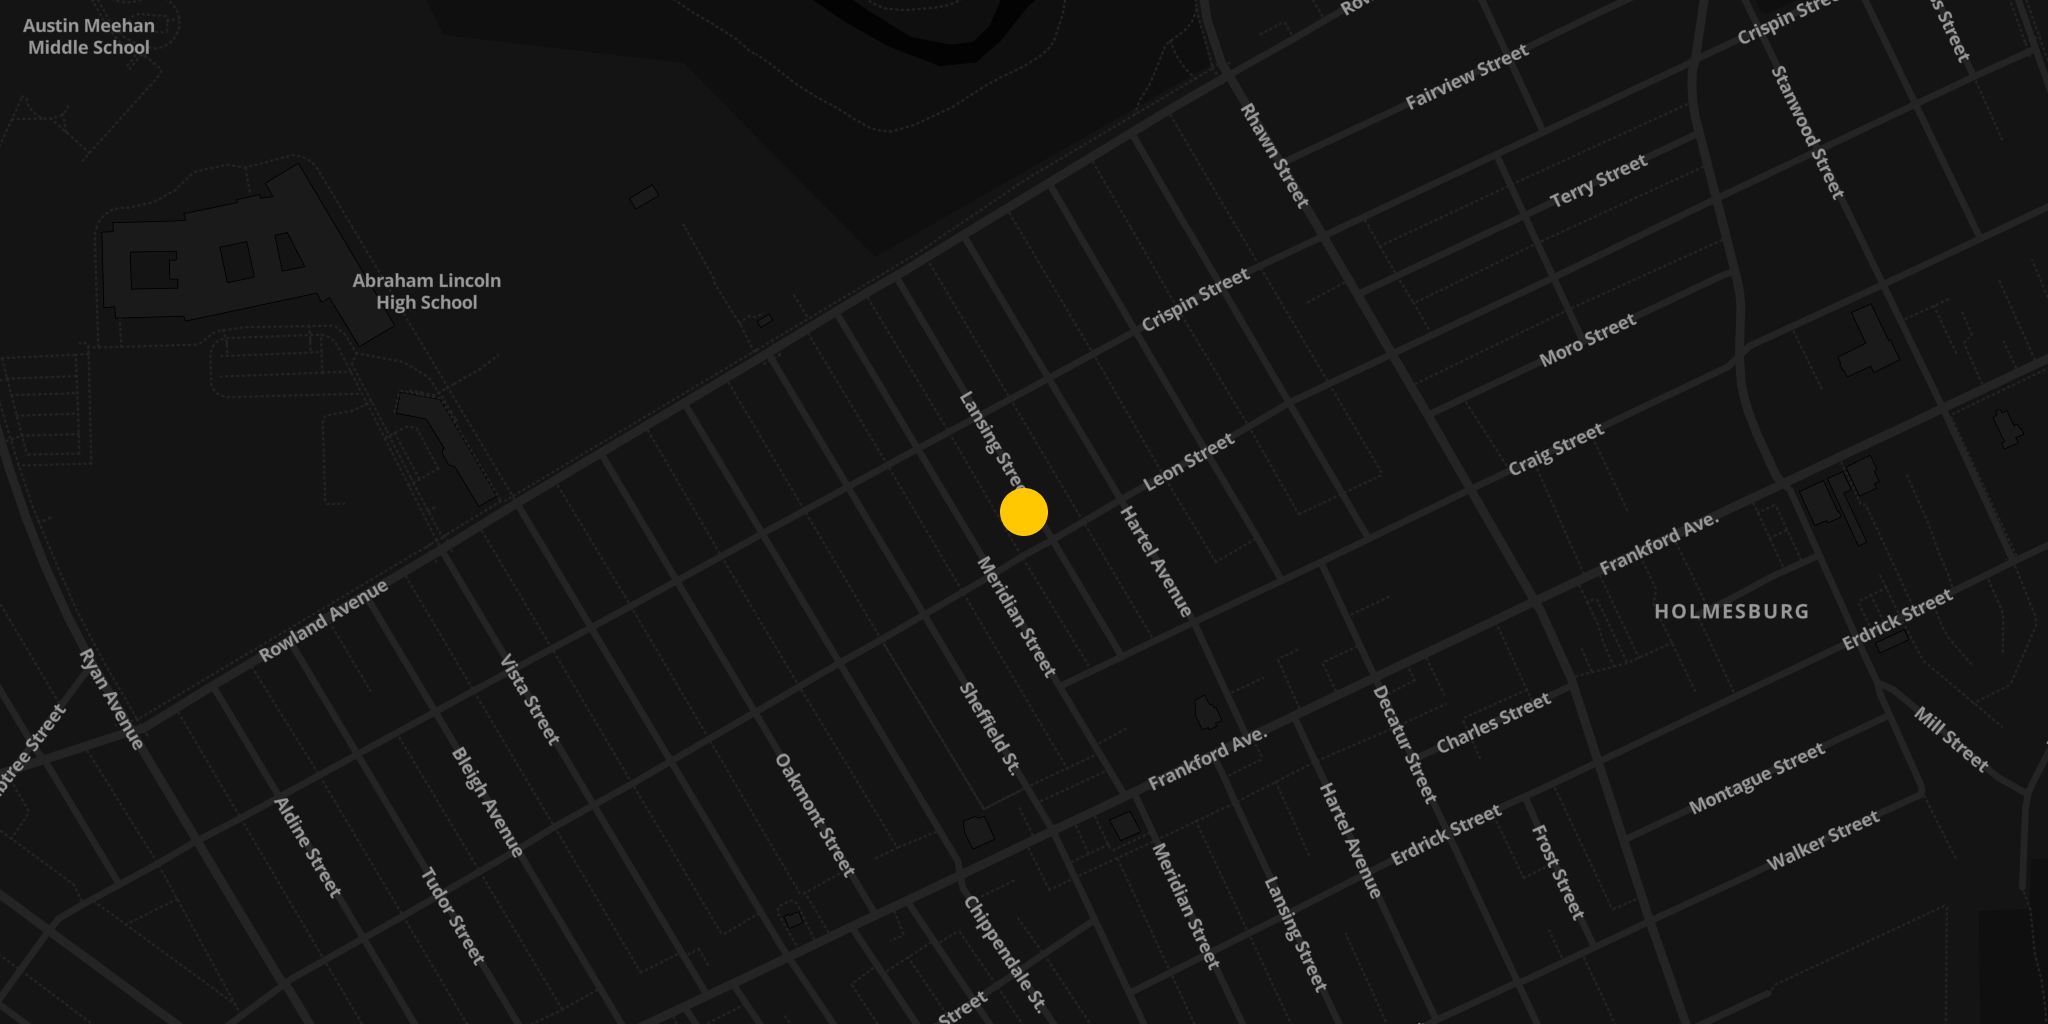 Austin Meehan
Middle School
Crispin Stree
s Street
Fairview Street
Stanwood Street
Rhawn Street
Terry Street
Abraham Lincoln
High School
Crispin Street
Moro Street
Lansing Stree
Leon Street
Craig Street
Hartel Avenue
Frankford Ave.
Meridian Street
Rowland Avenue
HOLMESBURG
Erdrick Street
Ryan Avenue
Vista Street
Sheffield St.
Decatur Street
Charles Street
btree Street
Mill Street
Frankford Ave.
Bleigh Avenue
Oakmont Street
Montague Street
Hartel Avenue
Erdrick Street
Aldine Street
Walker Street
Frost Street
Meridian Street
Tudor Street
Lansing Street
Chippendale St.
Street